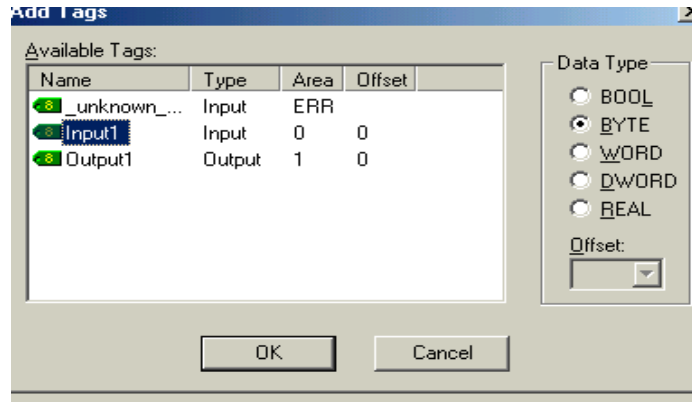 Add Tags
Available Tags:
Name Type Area Offset
_unknown_... Input ERR
Input1 Input 0 0
Output1 Output 1 0
Data Type
BOOL
BYTE
WORD
DWORD
REAL
Offset:
OK Cancel